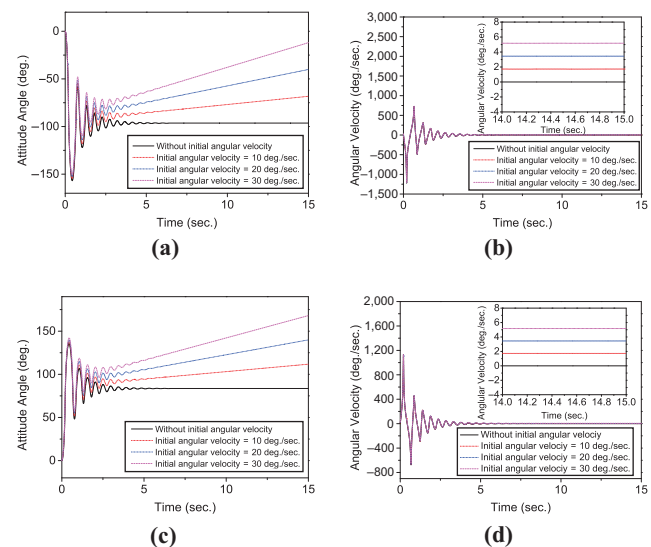 0
−50
−100
−150
Attitude Angle (deg.)
Without initial angular velocity
Initial angular velocity = 10 deg./sec.
Initial angular velocity = 20 deg./sec.
Initial angular velocity = 30 deg./sec.
0 5 10 15
Time (sec.)
(a)
3,000
2,500
2,000
1,500
1,000
500
0
−500
−1,000
−1,500
Angular Velocity (deg./sec.)
8
6
4
2
0
−2
−4
Angular Velocity (deg./sec.)
14.0 14.2 14.4 14.6 14.8 15.0
Time (sec.)
Without initial angular velocity
Initial angular velocity = 10 deg./sec.
Initial angular velocity = 20 deg./sec.
Initial angular velocity = 30 deg./sec.
0 5 10 15
Time (sec.)
(b)
150
100
50
0
Attitude Angle (deg.)
Without initial angular velocity
Initial angular velocity = 10 deg./sec.
Initial angular velocity = 20 deg./sec.
Initial angular velocity = 30 deg./sec.
0 5 10 15
Time (sec.)
(c)
2,000
1,600
1,200
800
400
0
−400
−800
Angular Velocity (deg./sec.)
8
6
4
2
0
−2
−4
Angular Velocity (deg./sec.)
14.0 14.2 14.4 14.6 14.8 15.0
Time (sec.)
Without initial angular velociy
Initial angular velociy = 10 deg./sec.
Initial angular velociy = 20 deg./sec.
Initial angular velociy = 30 deg./sec.
0 5 10 15
Time (sec.)
(d)